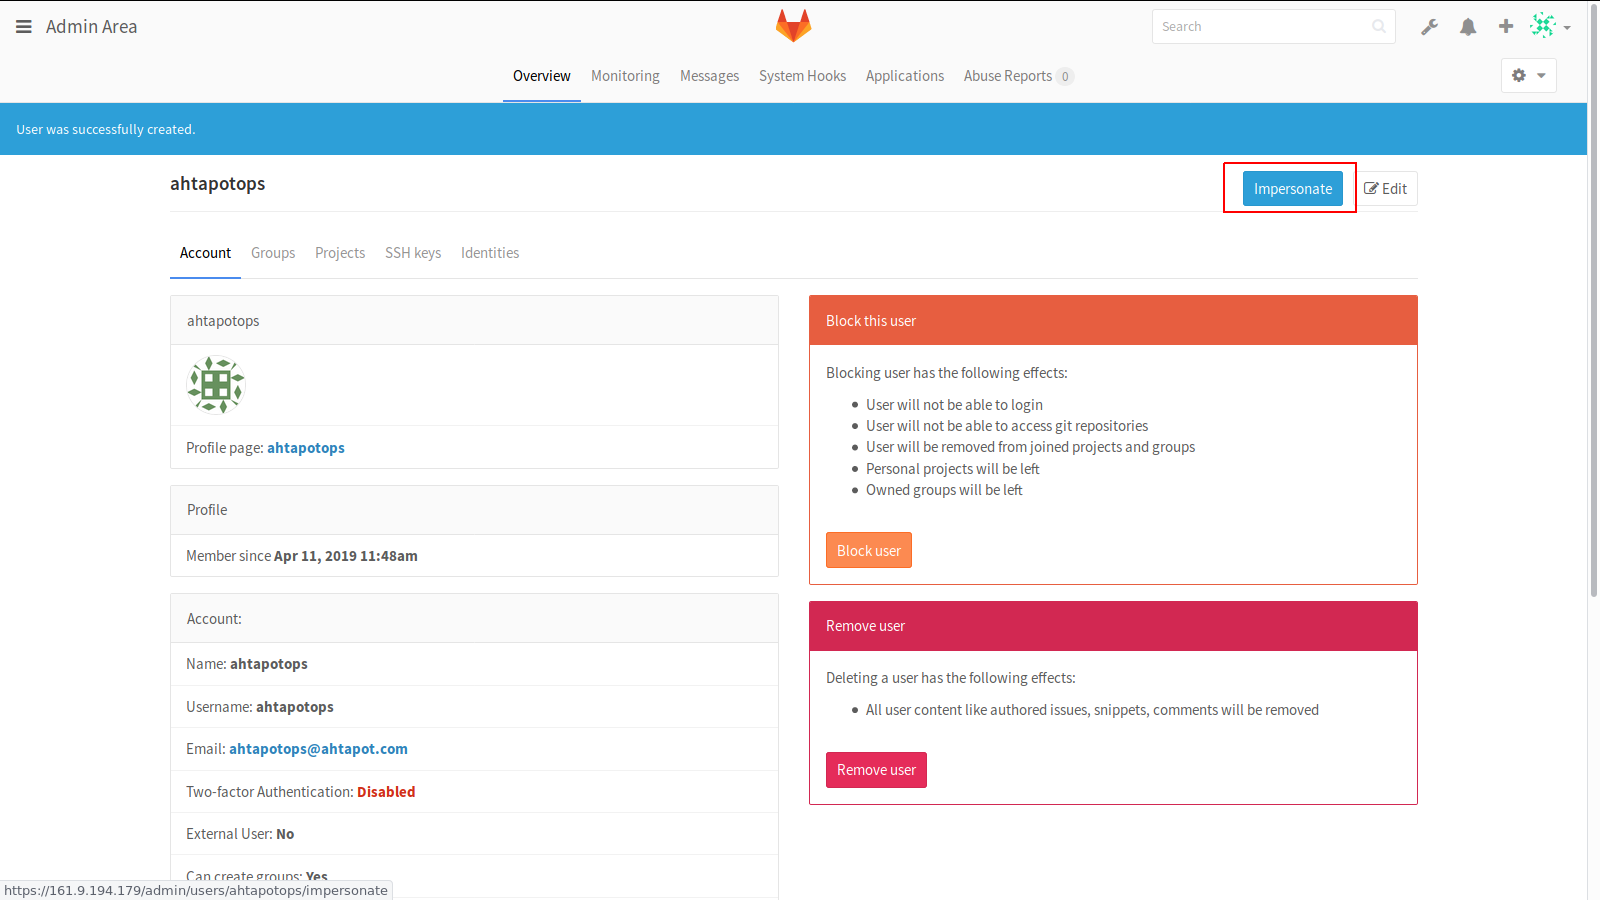 Admin Area
Search
Overview Monitoring Messages System Hooks Applications Abuse Reports 0
User was successfully created.
ahtapotops
Impersonate
Edit
Account Groups Projects SSH keys Identities
ahtapotops
Profile page: ahtapotops
Profile
Member since Apr 11, 2019 11:48am
Account:
Name: ahtapotops
Username: ahtapotops
Email: ahtapotops@ahtapot.com
Two-factor Authentication: Disabled
External User: No
Can create groups: Yes
Block this user
Blocking user has the following effects:
User will not be able to login
User will not be able to access git repositories
User will be removed from joined projects and groups
Personal projects will be left
Owned groups will be left
Block user
Remove user
Deleting a user has the following effects:
All user content like authored issues, snippets, comments will be removed
Remove user
https://161.9.194.179/admin/users/ahtapotops/impersonate